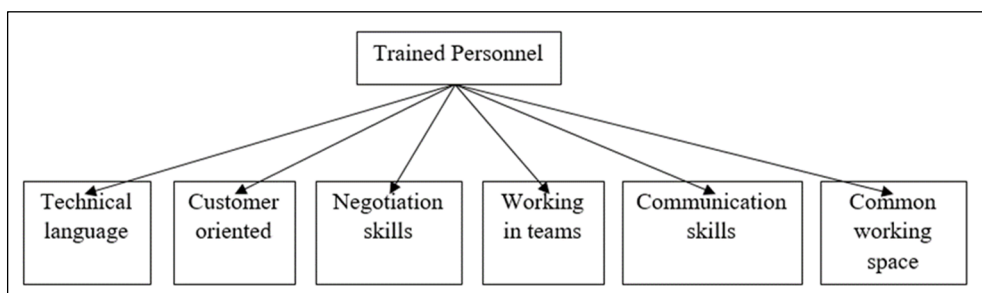 Trained Personnel
Technical
language
Customer
oriented
Negotiation
skills
Working
in teams
Communication
skills
Common
working
space